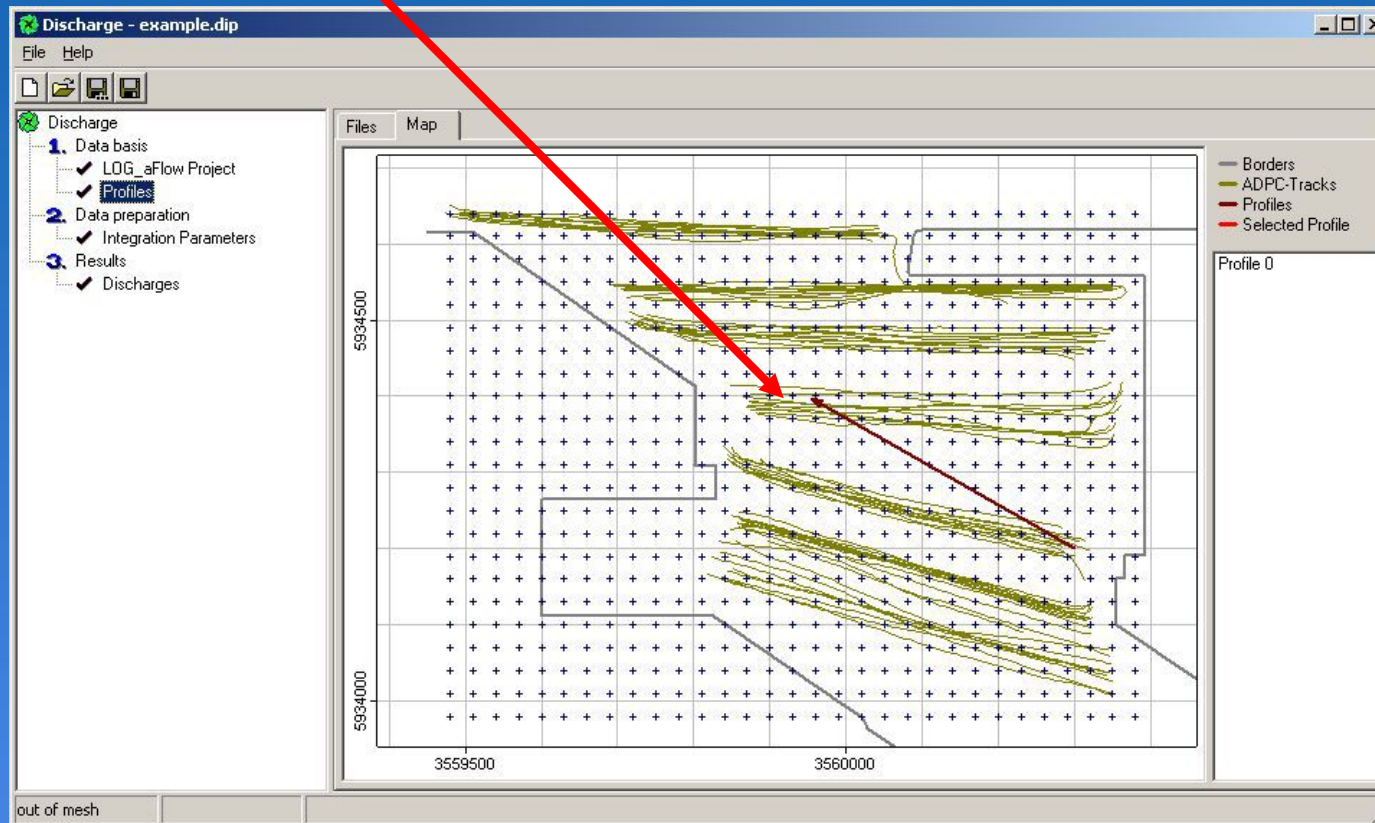 Discharge - example.dip
File Help
Discharge
1. Data basis
LOG_aFlow Project
Profiles
2. Data preparation
Integration Parameters
3. Results
Discharges
Files Map
Borders
ADPC-Tracks
Profiles
Selected Profile
Profile 0
5934500
5934000
3559500 3560000
out of mesh